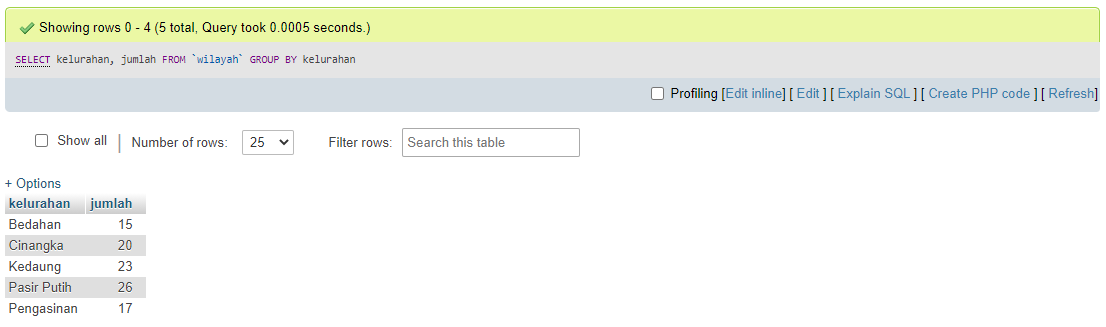 Showing rows 0 - 4 (5 total, Query took 0.0005 seconds.)
SELECT kelurahan, jumlah FROM `wilayah` GROUP BY kelurahan
Profiling [Edit inline] [ Edit ] [ Explain SQL ] [ Create PHP code ] [ Refresh]
Show all | Number of rows: 25 Filter rows: Search this table
+ Options
kelurahan jumlah
Bedahan 15
Cinangka 20
Kedaung 23
Pasir Putih 26
Pengasinan 17